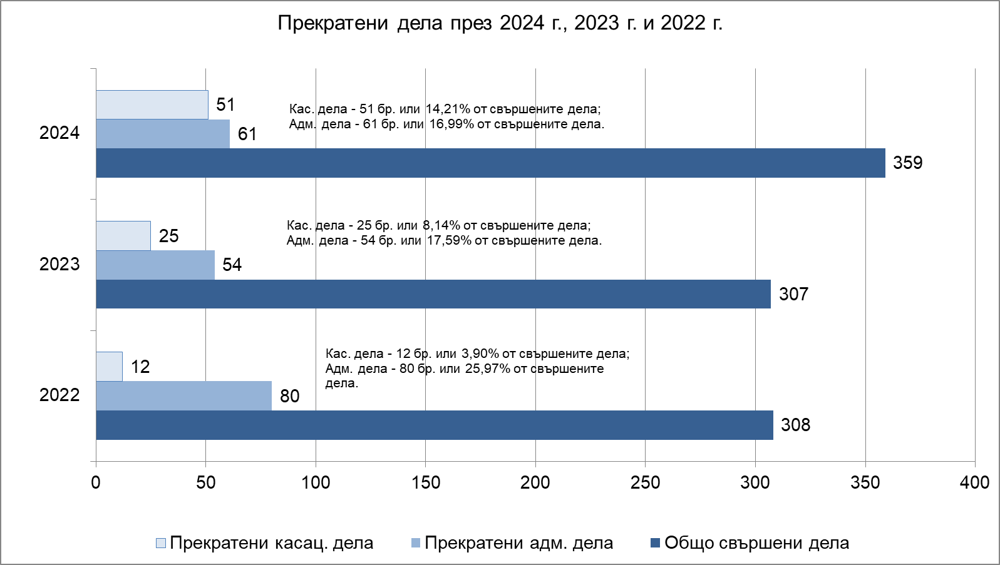 Прекратени дела през 2024 г., 2023 г. и 2022 г.
51
Кас. дела - 51 бр. или 14,21% от свършените дела;
Адм. дела - 61 бр. или 16,99% от свършените дела.
2024
61
359
25
Кас. дела - 25 бр. или 8,14% от свършените дела;
Адм. дела - 54 бр. или 17,59% от свършените дела.
2023
54
307
12
Кас. дела - 12 бр. или 3,90% от свършените дела;
Адм. дела - 80 бр. или 25,97% от свършените
дела.
2022
80
308
0 50 100 150 200 250 300 350 400
Прекратени касац. дела Прекратени адм. дела Общо свършени дела